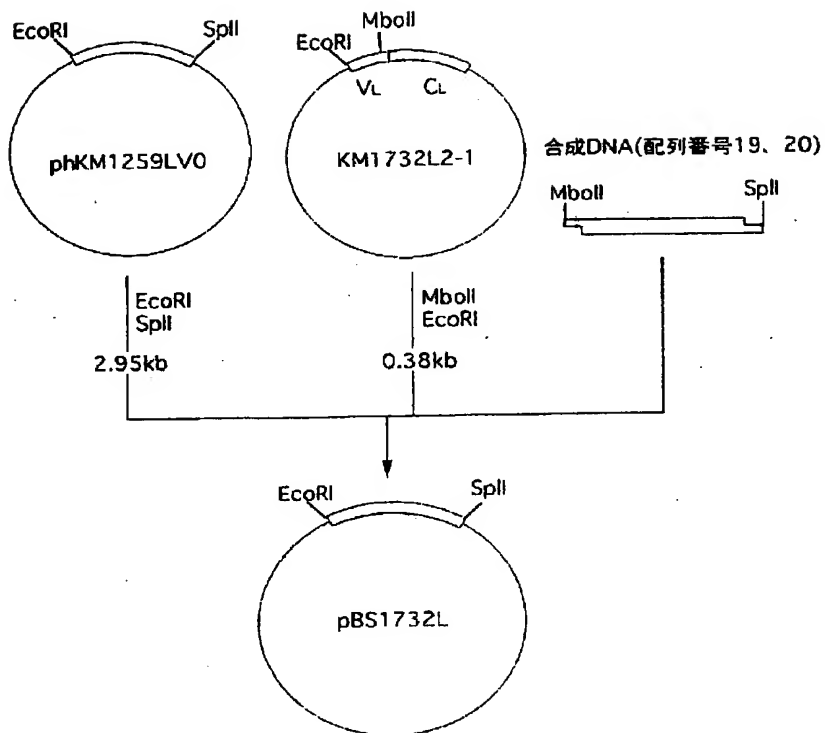 EcoRI
SplI
phKM1259LV0
EcoRI
SplI
2.95kb
MboII
EcoRI
VL
CL
KM1732L2-1
MboII
EcoRI
0.38kb
合成DNA(配列番号19、20)
MboII
SplI
EcoRI
SplI
pBS1732L